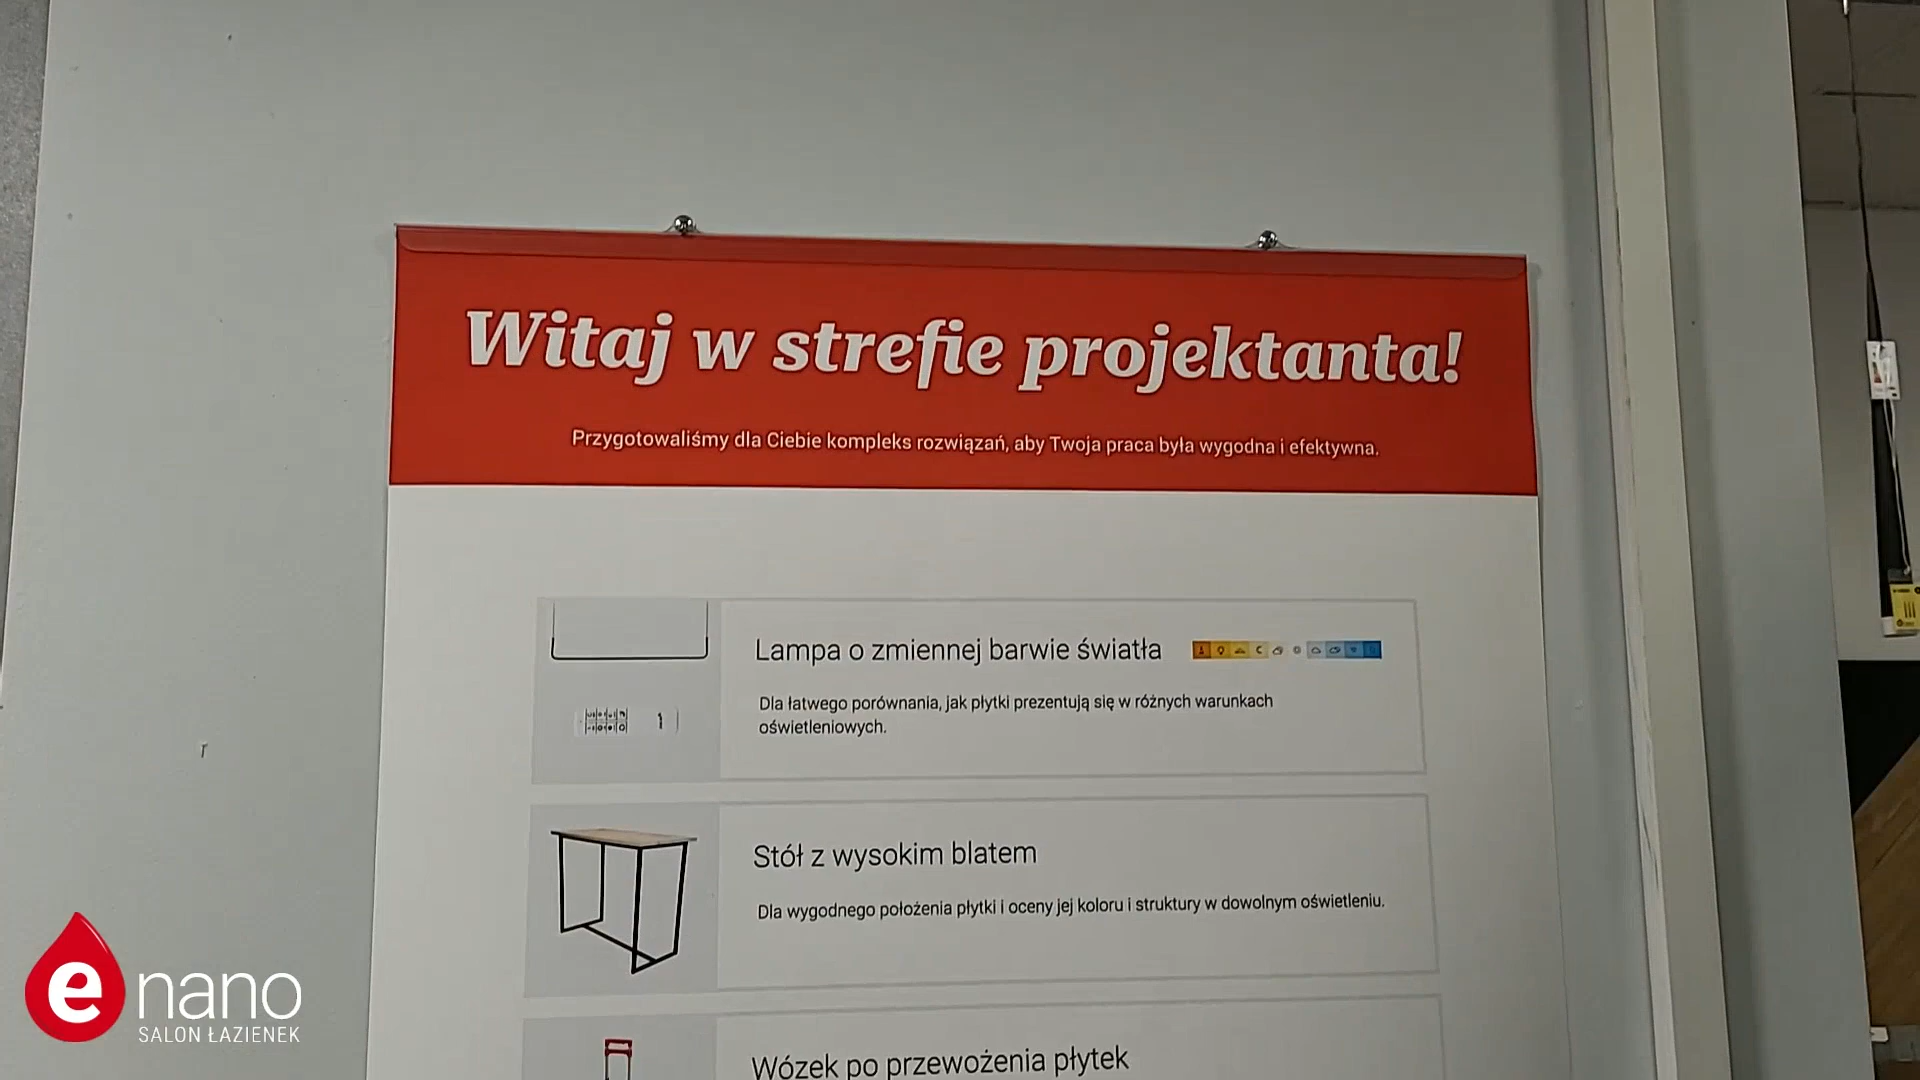 Witaj w strefie projektanta!
Przygotowaliśmy dla Ciebie kompleks rozwiązań, aby Twoja praca była wygodna i efektywna.
Lampa o zmiennej barwie światła
Dla łatwego porównania, jak płytki prezentują się w różnych warunkach
oświetleniowych.
Stół z wysokim blatem
Dla wygodnego położenia płytki i oceny jej koloru i struktury w dowolnym oświetleniu.
Wózek po przewożenia płytek
e nano
SALON ŁAZIENEK